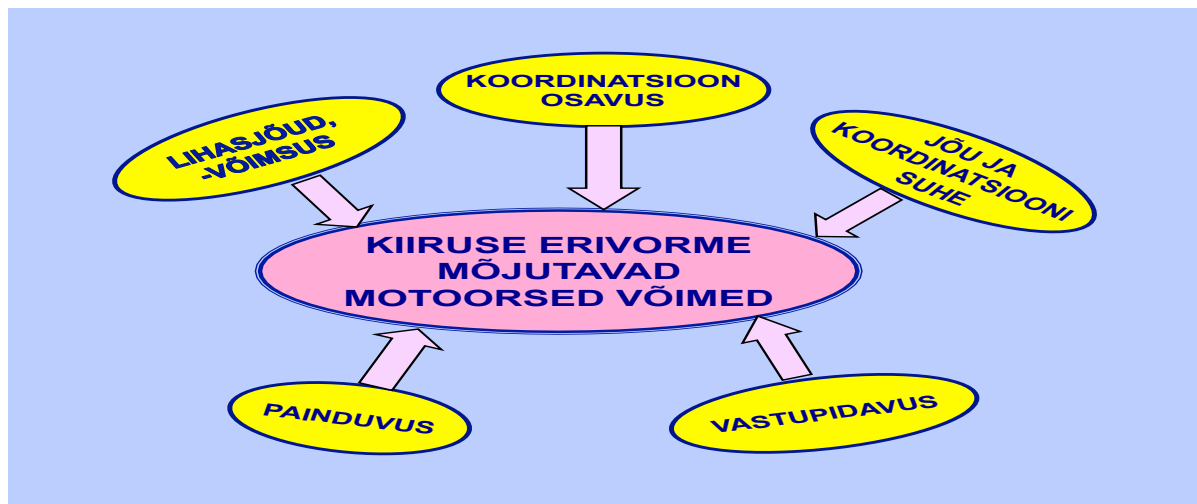 KOORDINATSIOON
OSAVUS
LIHASJÕUD,
-VÕIMSUS
JÕU JA
KOORDINATSIOONI
SUHE
KIIRUSE ERIVORME
MÕJUTAVAD
MOTOORSED VÕIMED
PAINDUVUS
VASTUPIDAVUS